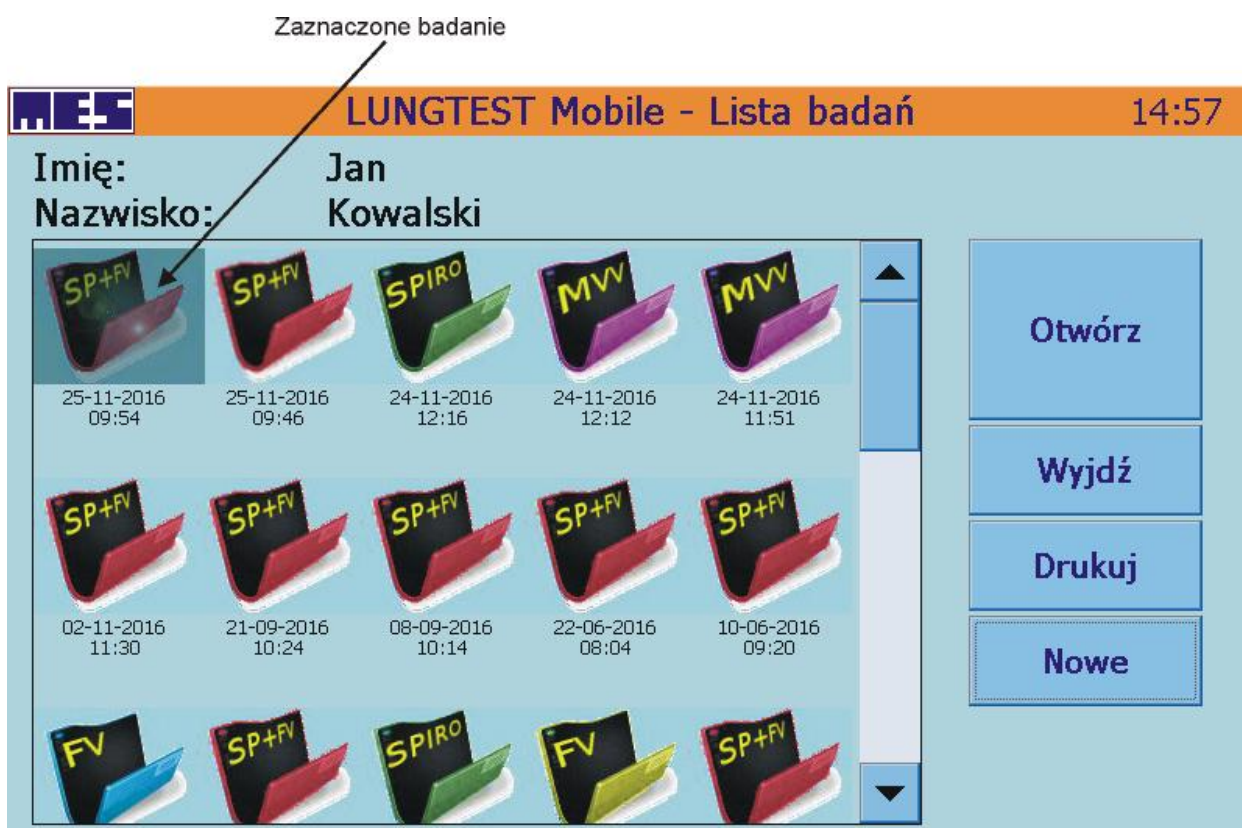 Zaznaczone badanie
MES LUNGTEST Mobile - Lista badań 14:57
Imię: Jan
Nazwisko: Kowalski
SP+FV SP+FV SPIRO MVV MVV
25-11-2016 25-11-2016 24-11-2016 24-11-2016 24-11-2016
09:54 09:46 12:16 12:12 11:51
SP+FV SP+FV SP+FV SP+FV SP+FV
02-11-2016 21-09-2016 08-09-2016 22-06-2016 10-06-2016
11:30 10:24 10:14 08:04 09:20
FV SP+FV SPIRO FV SP+FV
Otwórz
Wyjdź
Drukuj
Nowe